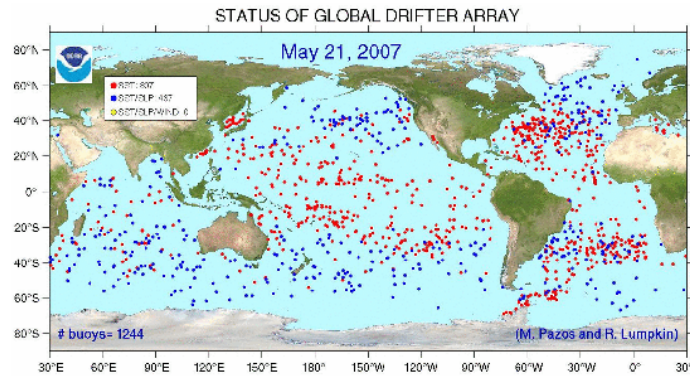 STATUS OF GLOBAL DRIFTER ARRAY
May 21, 2007
NOAA
SST: 807
SST/SLP: 437
SST/SLP/WIND: 0
80°N
60°N
40°N
20°N
0°
20°S
40°S
60°S
80°S
# buoys= 1244
(M. Pazos and R. Lumpkin)
30°E 60°E 90°E 120°E 150°E 180° 150°W 120°W 90°W 60°W 30°W 0° 30°E